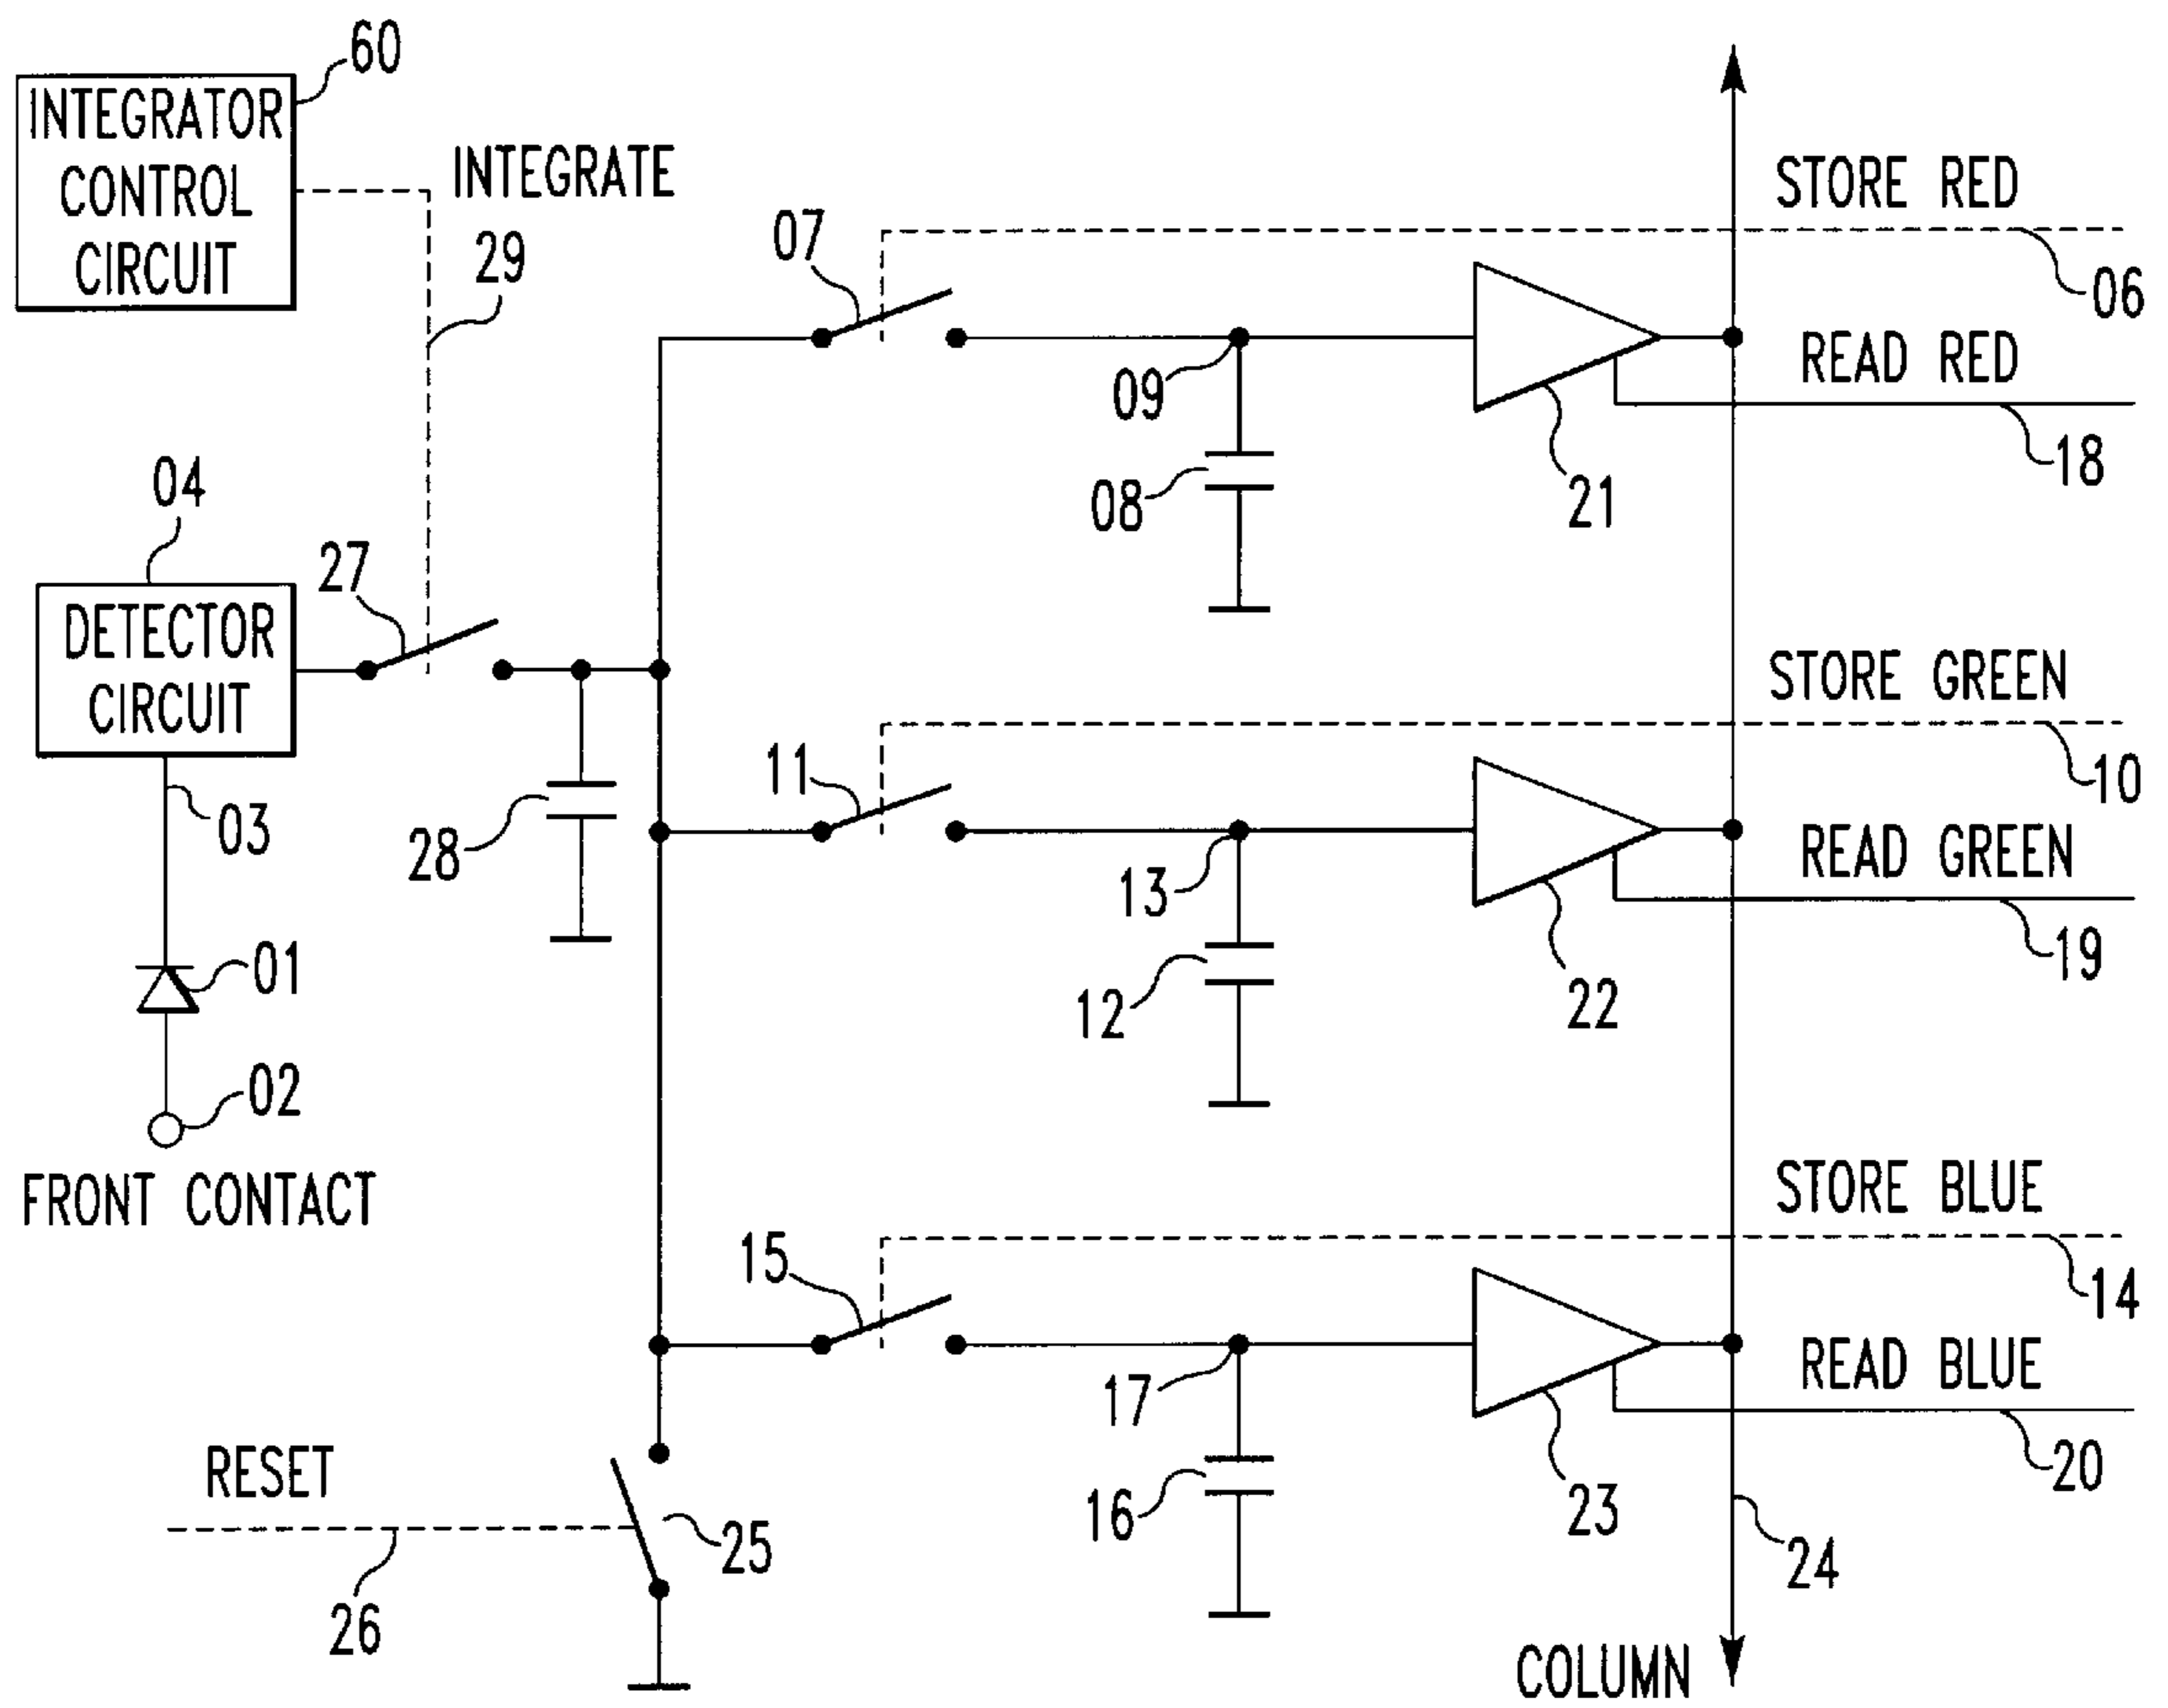 60
INTEGRATOR
CONTROL
CIRCUIT
INTEGRATE
29
07
STORE RED
06
READ RED
09
08
21
18
04
27
DETECTOR
CIRCUIT
03
28
STORE GREEN
11
10
READ GREEN
13
12
22
19
01
02
FRONT CONTACT
STORE BLUE
15
14
READ BLUE
17
16
23
20
RESET
25
26
24
COLUMN